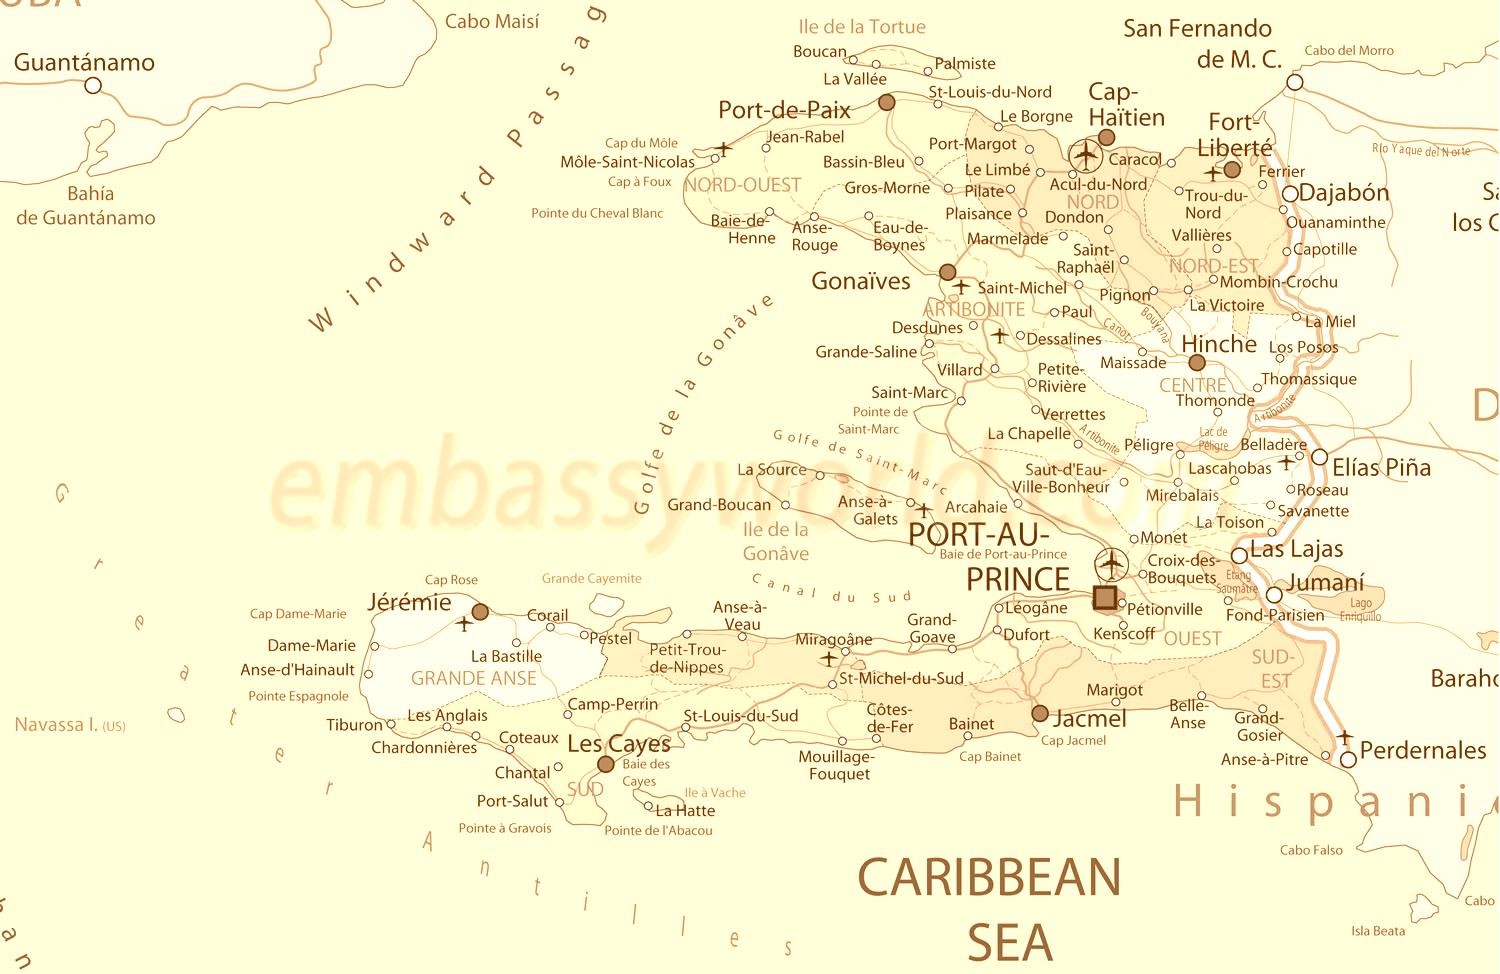 Cabo Maisí
Guantánamo
Bahía
de Guantánamo
Windward Passag
Ile de la Tortue
Boucan
La Vallée
Palmiste
San Fernando
de M. C.
Cabo del Morro
Port-de-Paix
St-Louis-du-Nord
Le Borgne
Cap-
Haïtien
Fort-
Liberté
Rio Yaque del Norte
Cap du Môle
Môle-Saint-Nicolas
Cap à Foux
Jean-Rabel
Bassin-Bleu
Port-Margot
Le Limbé
Caracol
Ferrier
NORD-OUEST
Gros-Morne
Pilate
Acul-du-Nord
NORD
Trou-du-
Nord
Dajabón
Pointe du Cheval Blanc
Baie-de-
Henne
Anse-
Rouge
Eau-de-
Boynes
Plaisance
Dondon
Ouanaminthe
Marmelade
Saint-
Raphaël
Vallières
Capotille
NORD-EST
Gonaïves
Saint-Michel
Pignon
Mombin-Crochu
La Victoire
ARTIBONITE
Paul
Canot
Bouyana
La Miel
Desdunes
Dessalines
Grande-Saline
Maissade
Hinche
Los Posos
Villard
Petite-
Rivière
CENTRE
Thomassique
Saint-Marc
Thomonde
Artibonite
Pointe de
Saint-Marc
Verrettes
La Chapelle
Artibonite
Péligre
Lac de
Péligre
Belladère
Golfe de la Gonâve
Golfe de Saint-Marc
embassyworld.com
La Source
Saut-d'Eau-
Ville-Bonheur
Lascahobas
Elías Piña
Grand-Boucan
Anse-à-
Galets
Arcahaie
Mirebalais
Roseau
Savanette
La Toison
Ile de la
Gonâve
PORT-AU-
PRINCE
Baie de Port-au-Prince
Monet
Las Lajas
Croix-des-
Bouquets
Etang
Saumâtre
Jumaní
Lago
Enriquillo
Canal du Sud
Cap Rose
Grande Cayemite
Jérémie
Cap Dame-Marie
Corail
Anse-à-
Veau
Léogâne
Pétionville
Fond-Parisien
Dame-Marie
Pestel
Miragoâne
Grand-
Goave
Dufort
Kenscoff
OUEST
La Bastille
Petit-Trou-
de-Nippes
SUD-
EST
Anse-d'Hainault
GRANDE ANSE
St-Michel-du-Sud
Pointe Espagnole
Camp-Perrin
Marigot
Baraho
Navassa I. (US)
Tiburon
Les Anglais
St-Louis-du-Sud
Côtes-
de-Fer
Bainet
Jacmel
Belle-
Anse
Grand-
Gosier
Chardonnières
Coteaux
Les Cayes
Cap Jacmel
Cap Bainet
Anse-à-Pitre
Perdernales
Chantal
Baie des
Cayes
Mouillage-
Fouquet
Port-Salut
SUD
Ile à Vache
La Hatte
Pointe à Gravois
Pointe de l'Abacou
Hispani
Greater Antilles
Cabo Falso
CARIBBEAN
SEA
Cabo
Isla Beata